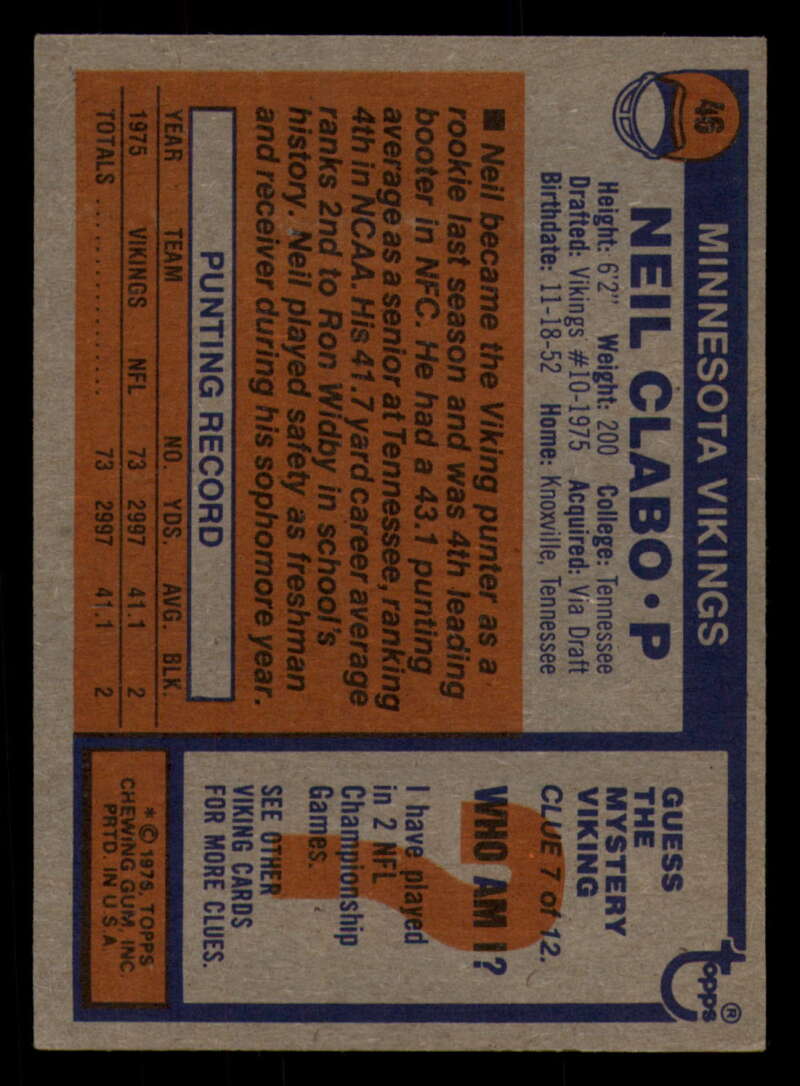 46
MINNESOTA VIKINGS
NEIL CLABO • P
Height: 6'2" Weight: 200 College: Tennessee
Drafted: Vikings #10-1975 Acquired: Via Draft
Birthdate: 11-18-52 Home: Knoxville, Tennessee
■ Neil became the Viking punter as a
rookie last season and was 4th leading
booter in NFC. He had a 43.1 punting
average as a senior at Tennessee, ranking
4th in NCAA. His 41.7 yard career average
ranks 2nd to Ron Widby in school's
history. Neil played safety as freshman
and receiver during his sophomore year.
PUNTING RECORD
YEAR TEAM NO. YDS. AVG. BLK.
1975 VIKINGS NFL 73 2997 41.1 2
TOTALS .................... 73 2997 41.1 2
topps®
GUESS
THE
MYSTERY
VIKING
CLUE 7 of 12.
WHO AM I?
I have played
in 2 NFL
Championship
Games.
SEE OTHER
VIKING CARDS
FOR MORE CLUES.
?
*© 1976, TOPPS
CHEWING GUM, INC.
PRTD. IN U S A